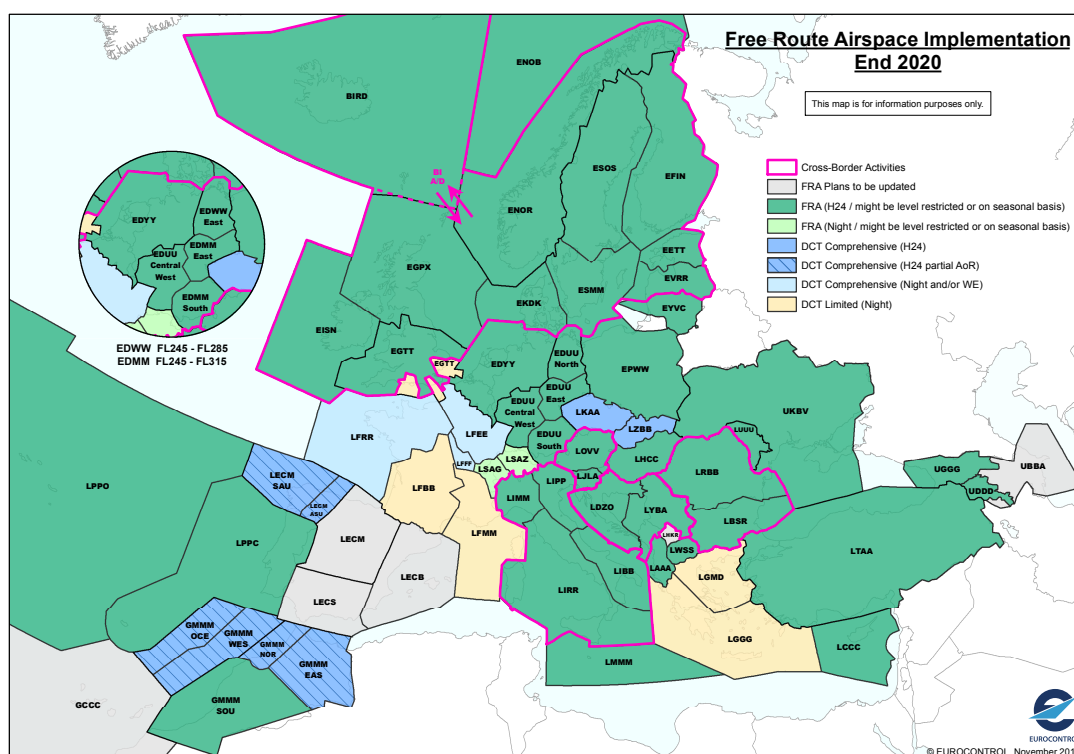 Free Route Airspace Implementation
End 2020
This map is for information purposes only.
Cross-Border Activities
FRA Plans to be updated
FRA (H24 / might be level restricted or on seasonal basis)
FRA (Night / might be level restricted or on seasonal basis)
DCT Comprehensive (H24)
DCT Comprehensive (H24 partial AoR)
DCT Comprehensive (Night and/or WE)
DCT Limited (Night)
BIRD
ENOB
BI
A/D
ESOS
EFIN
ENOR
EDYY
EDWW
East
EDMM
East
EDUU
Central
West
EDMM
South
EDWW FL245 - FL285
EDMM FL245 - FL315
EGPX
EETT
EVRR
ESMM
EKDK
EYVC
EISN
EGTT
EGTT
EDYY
EDUU
North
EPWW
EDUU
East
UKBV
EDUU
Central
West
LKAA
LZBB
LFRR
LFEE
EDUU
South
LUUU
LOVV
LHCC
LFFF
LSAZ
LSAG
LRBB
UGGG
UBBA
LECM
SAU
LPPO
LECM
ASU
LFBB
LIMM
LIPP
LJLA
LDZO
LYBA
LBSR
UDDD
LPPC
LECM
LFMM
LHKR
LWSS
LAAA
LTAA
LECB
LIBB
LIRR
LGMD
LECS
GMMM
OCE
GMMM
WES
GMMM
NOR
GMMM
EAS
LGGG
LCCC
LMMM
GCCC
GMMM
SOU
EUROCONTROL
© EUROCONTROL November 201